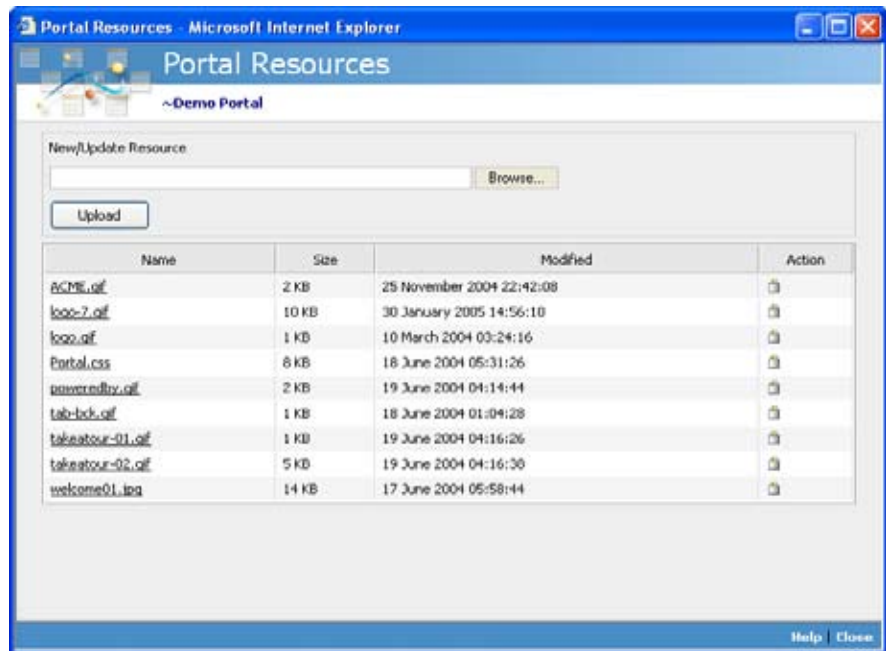 Portal Resources - Microsoft Internet Explorer
Portal Resources
~Demo Portal
New/Update Resource
Browse...
Upload
Name Size Modified Action
ACME.gif 2 KB 25 November 2004 22:42:08
logo-7.gif 10 KB 30 January 2005 14:56:10
logo.gif 1 KB 10 March 2004 03:24:16
Portal.css 8 KB 18 June 2004 05:31:26
poweredby.gif 2 KB 19 June 2004 04:14:44
tab-bck.gif 1 KB 18 June 2004 01:04:28
takeatour-01.gif 1 KB 19 June 2004 04:16:26
takeatour-02.gif 5 KB 19 June 2004 04:16:38
welcome01.jpg 14 KB 17 June 2004 05:58:44
Help | Close